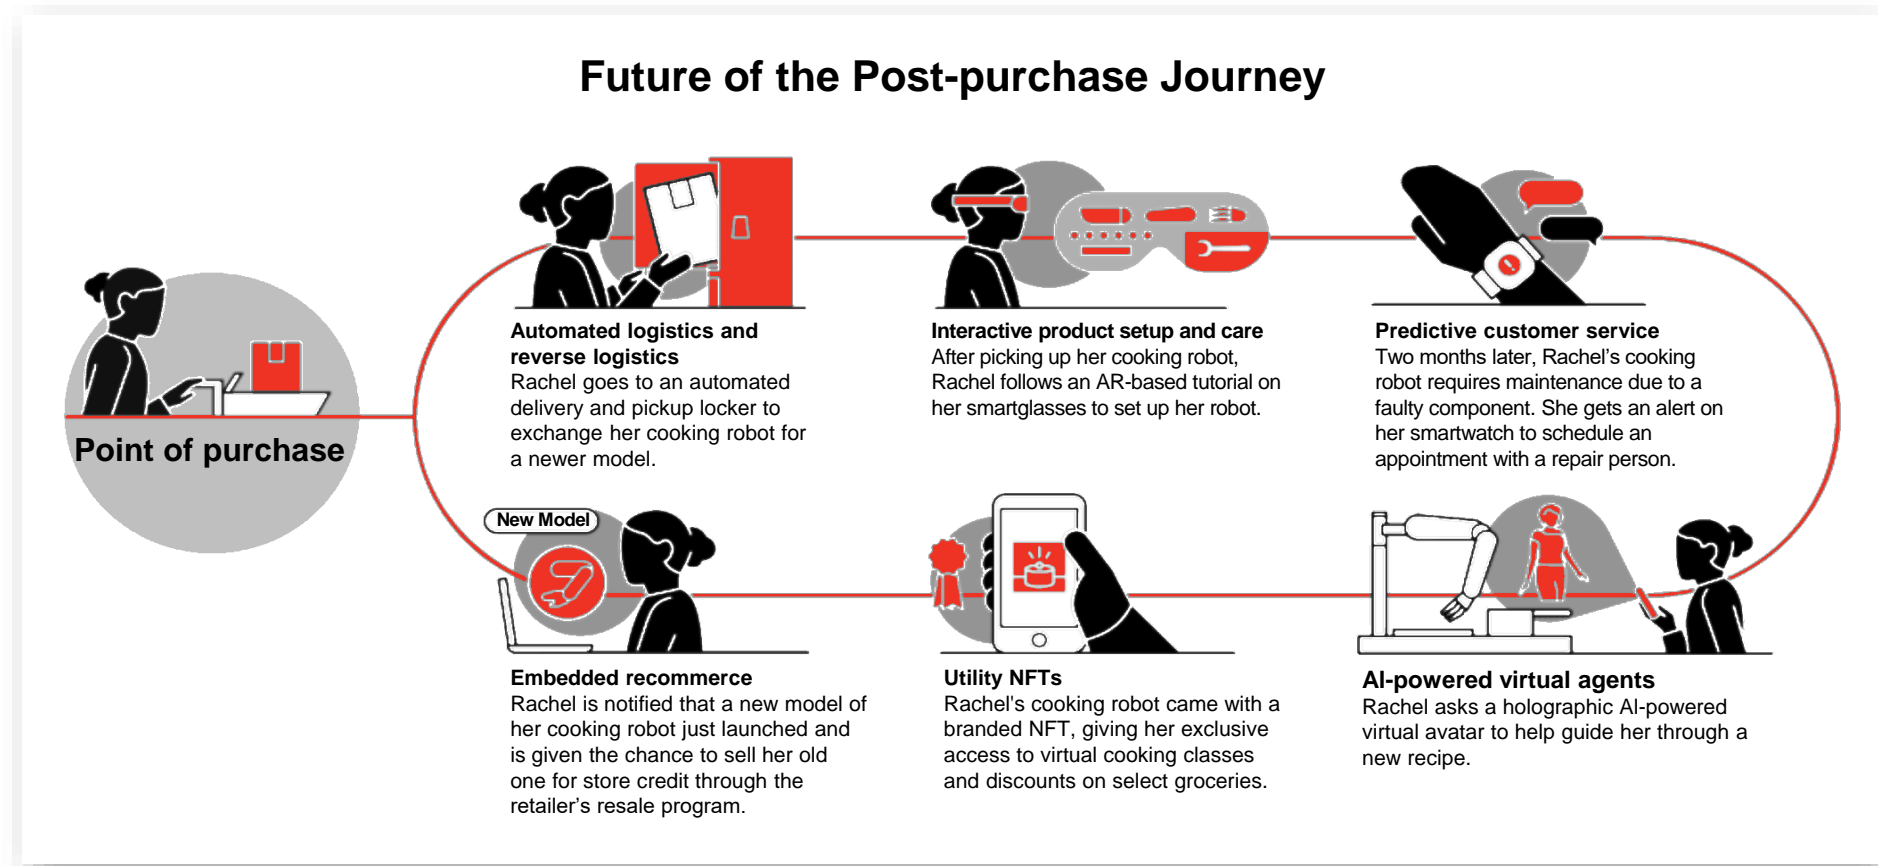 Future of the Post-purchase Journey
Point of purchase
Automated logistics and
reverse logistics
Rachel goes to an automated
delivery and pickup locker to
exchange her cooking robot for
a newer model.
Interactive product setup and care
After picking up her cooking robot,
Rachel follows an AR-based tutorial on
her smartglasses to set up her robot.
Predictive customer service
Two months later, Rachel’s cooking
robot requires maintenance due to a
faulty component. She gets an alert on
her smartwatch to schedule an
appointment with a repair person.
New Model
Embedded recommerce
Rachel is notified that a new model of
her cooking robot just launched and
is given the chance to sell her old
one for store credit through the
retailer’s resale program.
Utility NFTs
Rachel's cooking robot came with a
branded NFT, giving her exclusive
access to virtual cooking classes
and discounts on select groceries.
AI-powered virtual agents
Rachel asks a holographic AI-powered
virtual avatar to help guide her through a
new recipe.